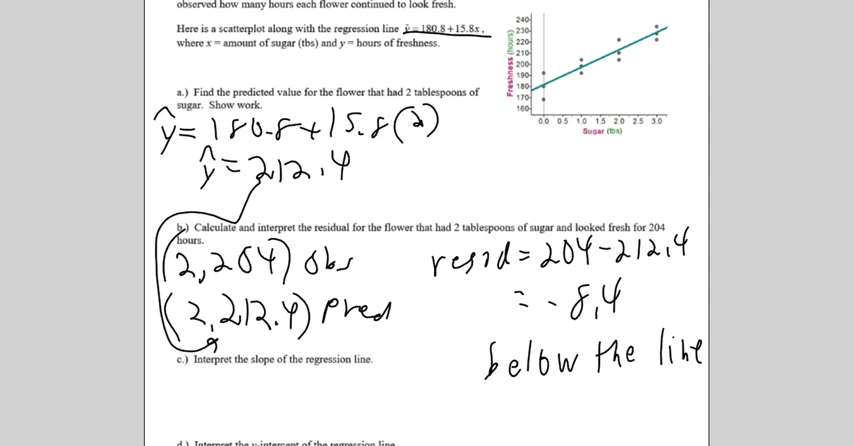 observed how many hours each flower continued to look fresh.
Here is a scatterplot along with the regression line ŷ = 180.8 + 15.8x,
where x = amount of sugar (tbs) and y = hours of freshness.
Freshness (hours)
240
230
220
210
200
190
180
170
160
0.0 0.5 1.0 1.5 2.0 2.5 3.0
Sugar (tbs)
a.) Find the predicted value for the flower that had 2 tablespoons of
sugar. Show work.
ŷ = 180.8 + 15.8(2)
ŷ = 212.4
b.) Calculate and interpret the residual for the flower that had 2 tablespoons of sugar and looked fresh for 204
hours.
(2, 204) obs
(2, 212.4) pred
resid = 204 - 212.4
= -8.4
below the line
c.) Interpret the slope of the regression line.
d.) Interpret the y-intercept of the regression line.